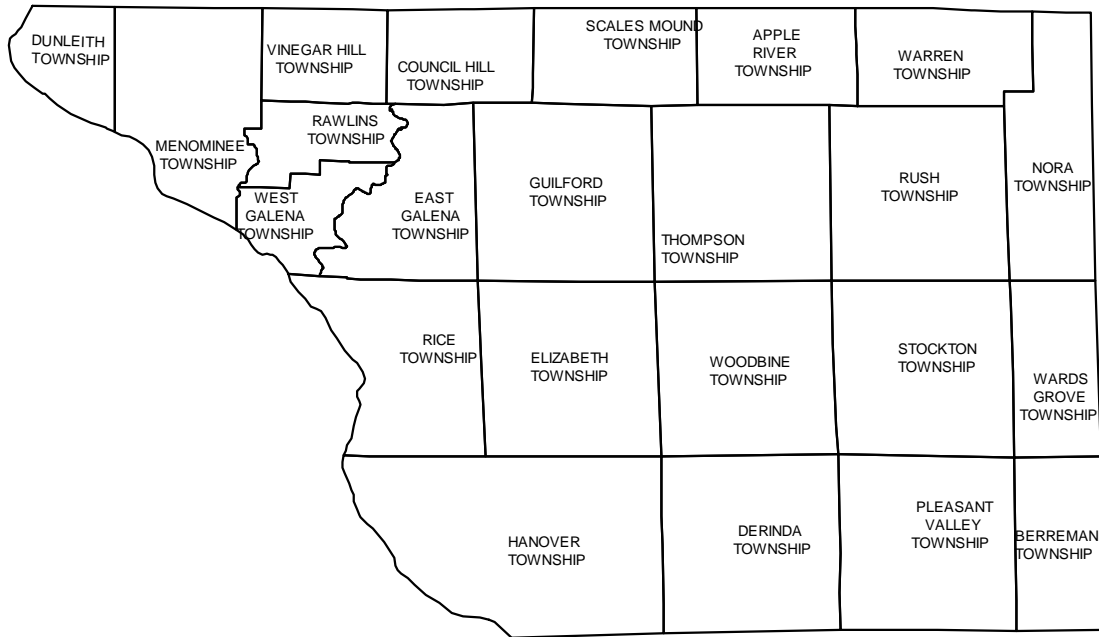 DUNLEITH
TOWNSHIP
VINEGAR HILL
TOWNSHIP
COUNCIL HILL
TOWNSHIP
SCALES MOUND
TOWNSHIP
APPLE
RIVER
TOWNSHIP
WARREN
TOWNSHIP
MENOMINEE
TOWNSHIP
RAWLINS
TOWNSHIP
WEST
GALENA
TOWNSHIP
EAST
GALENA
TOWNSHIP
GUILFORD
TOWNSHIP
THOMPSON
TOWNSHIP
RUSH
TOWNSHIP
NORA
TOWNSHIP
RICE
TOWNSHIP
ELIZABETH
TOWNSHIP
WOODBINE
TOWNSHIP
STOCKTON
TOWNSHIP
WARDS
GROVE
TOWNSHIP
HANOVER
TOWNSHIP
DERINDA
TOWNSHIP
PLEASANT
VALLEY
TOWNSHIP
BERREMAN
TOWNSHIP